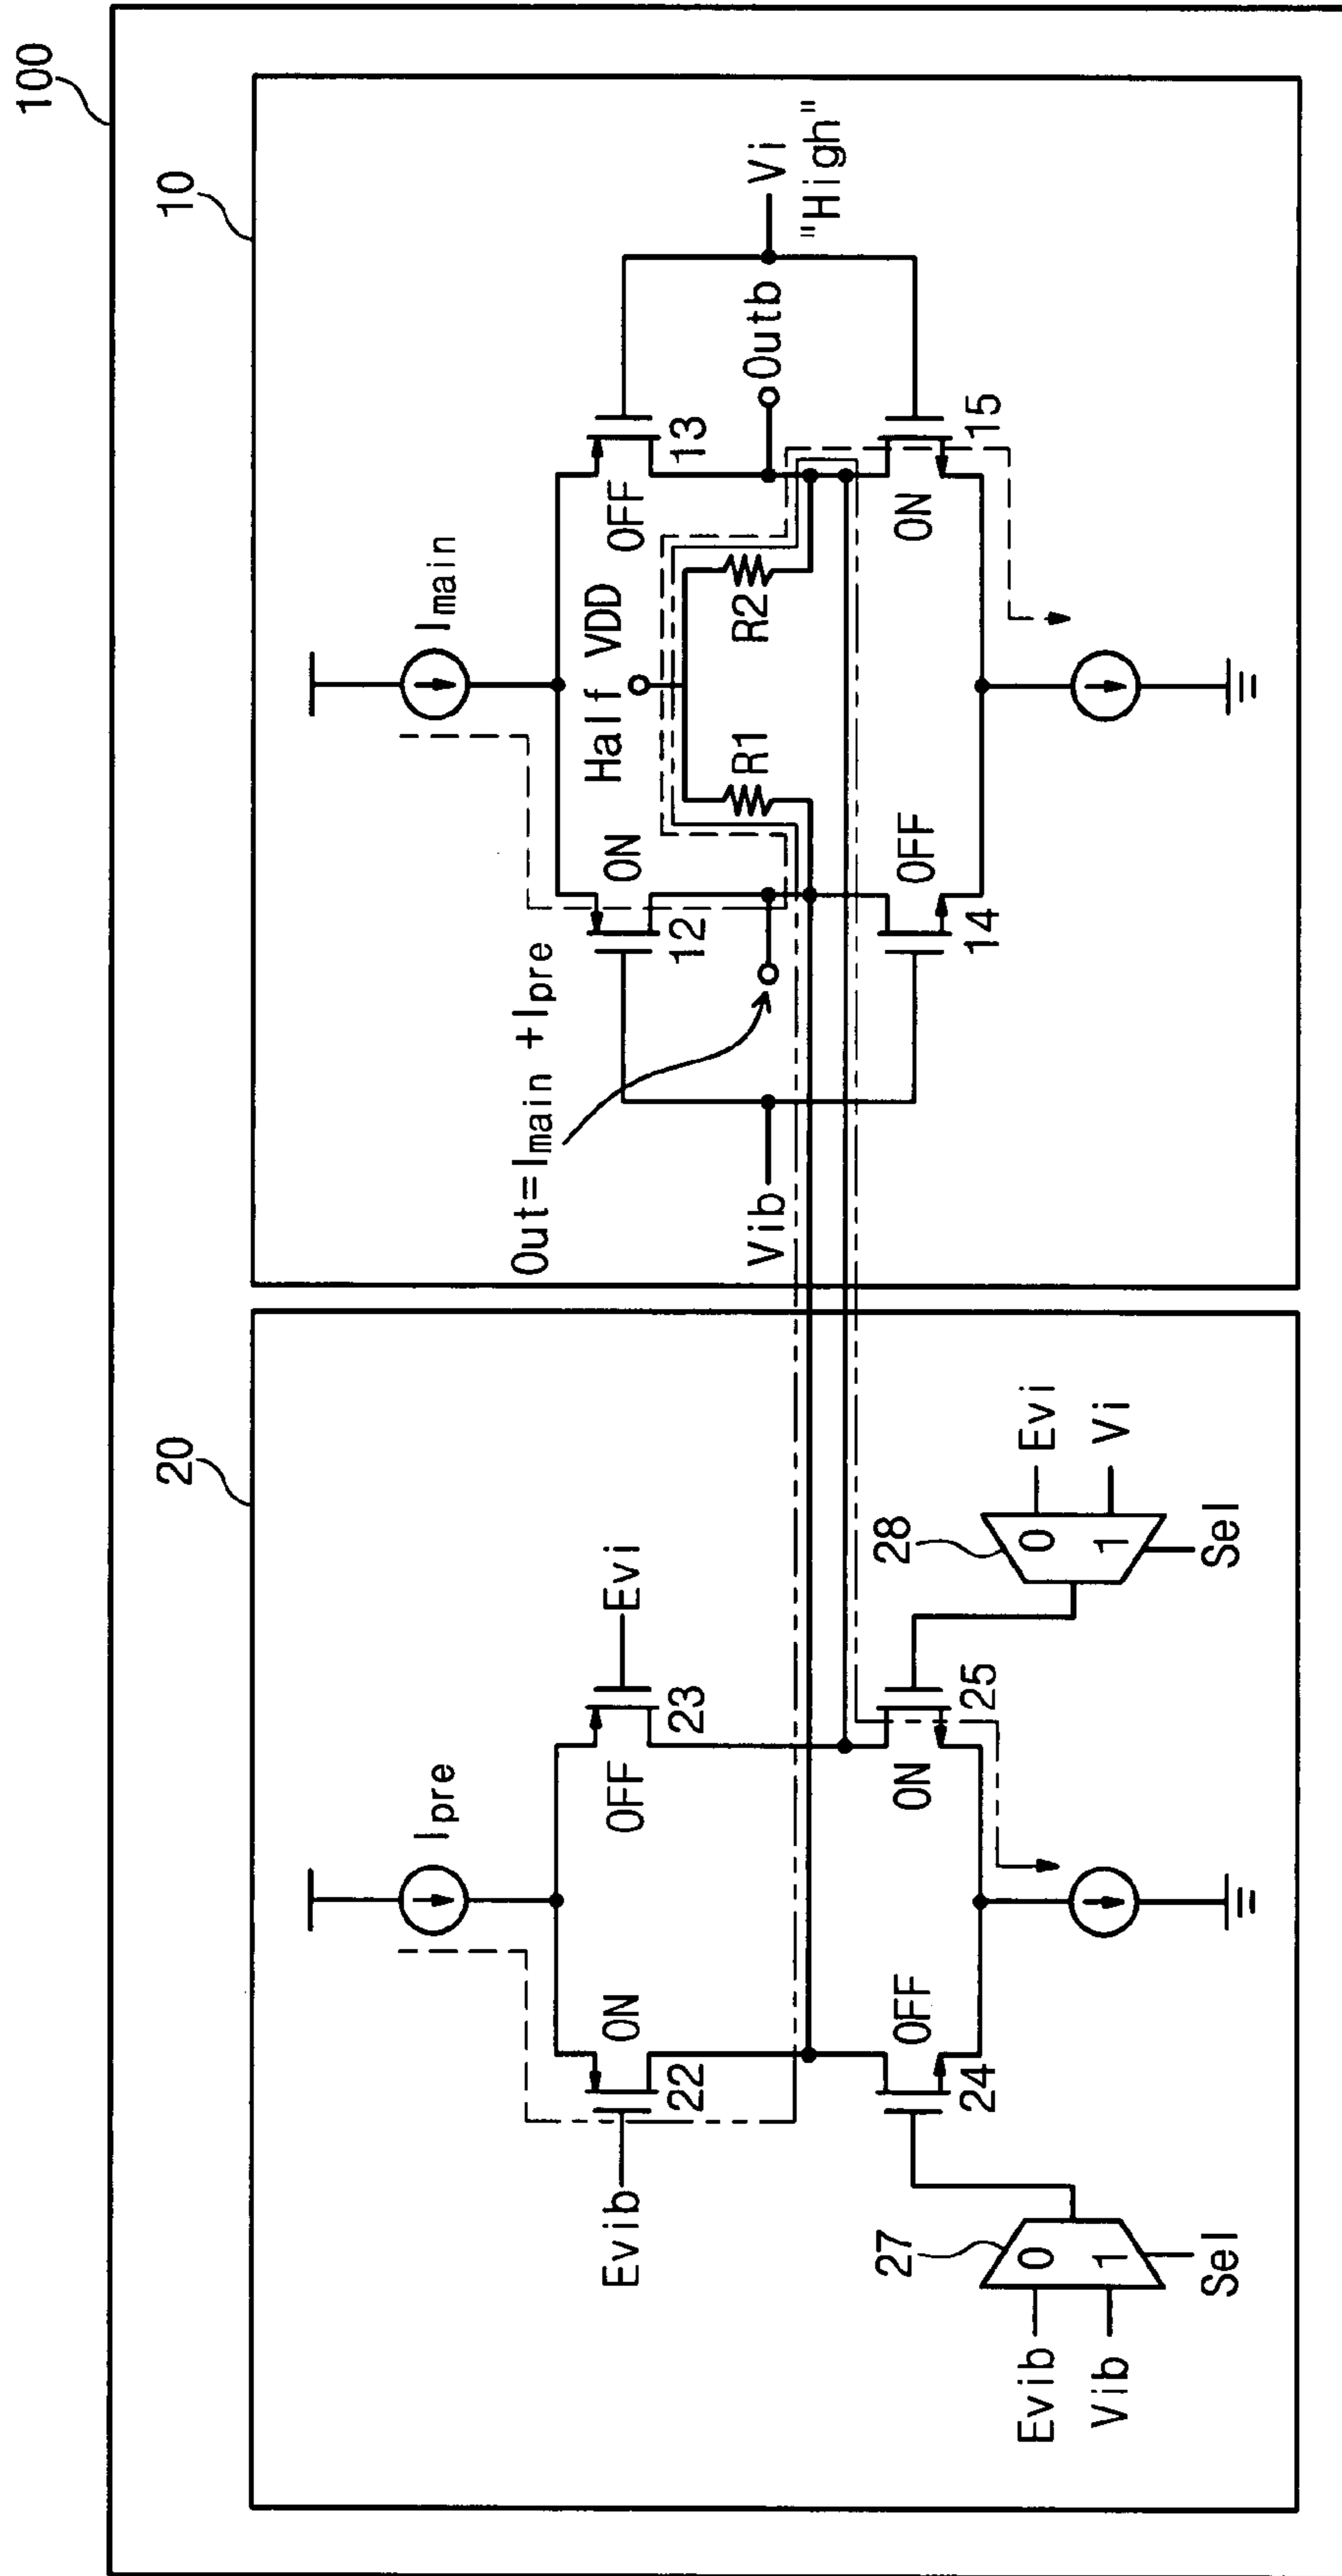 100
20
10
Ipre
Imain
Evib
22
ON
OFF
23
Evi
Out=Imain +Ipre
12
ON
Half VDD
OFF
13
R1
R2
Vib
Outb
Vi
"High"
24
OFF
ON
25
14
OFF
ON
15
27
Evib
Vib
0
1
Sel
28
0
1
Evi
Vi
Sel